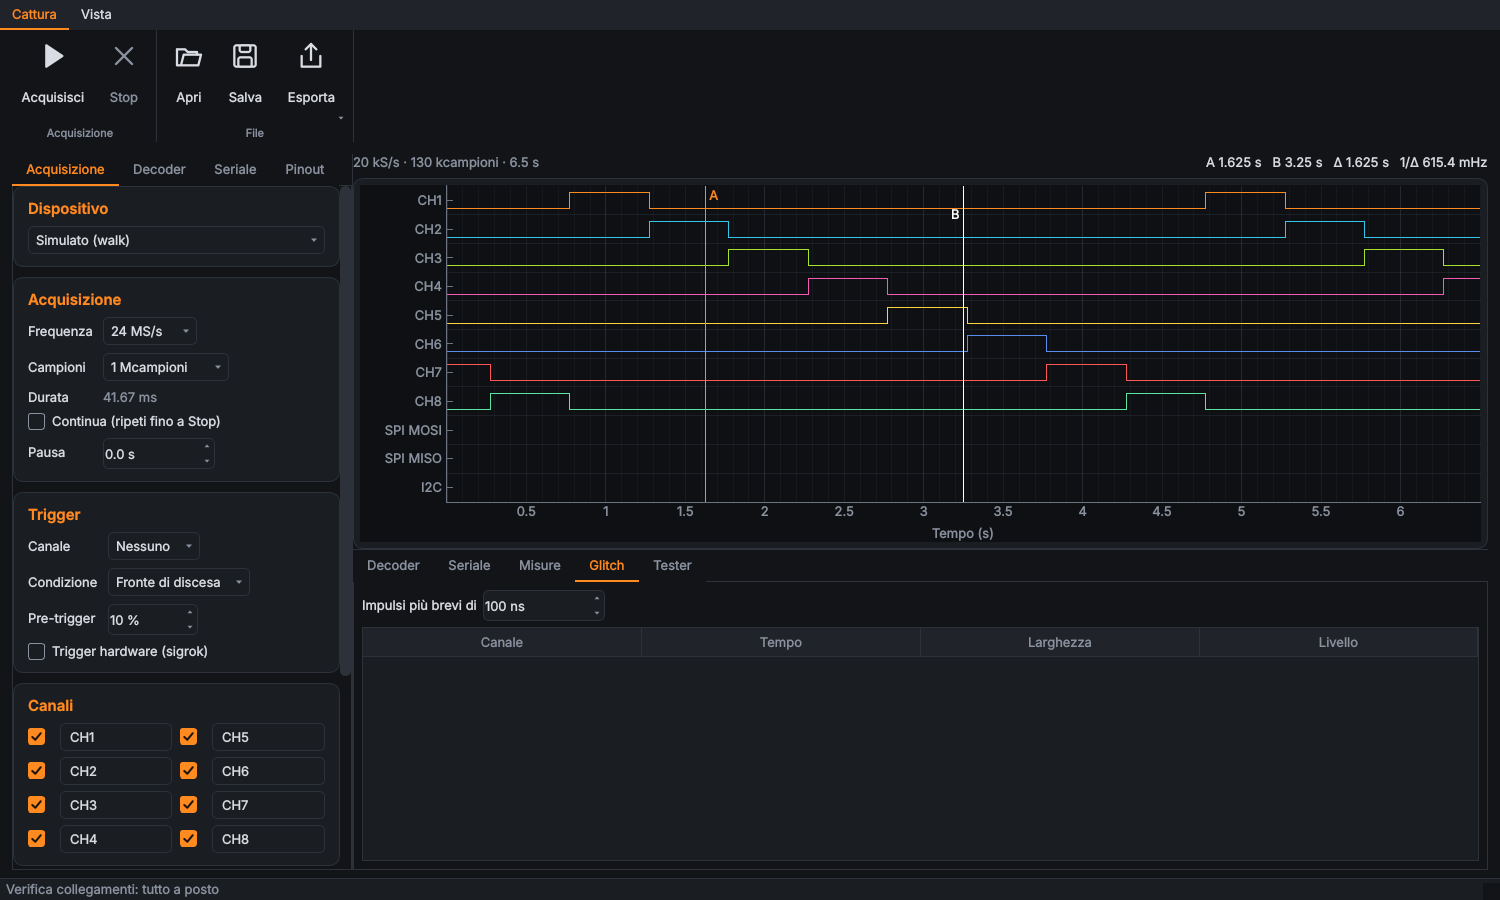 Cattura Vista
Acquisisci Stop Apri Salva Esporta
Acquisizione File
Acquisizione Decoder Seriale Pinout
Dispositivo
Simulato (walk)
Acquisizione
Frequenza 24 MS/s
Campioni 1 Mcampioni
Durata 41.67 ms
Continua (ripeti fino a Stop)
Pausa 0.0 s
Trigger
Canale Nessuno
Condizione Fronte di discesa
Pre-trigger 10 %
Trigger hardware (sigrok)
Canali
CH1 CH5
CH2 CH6
CH3 CH7
CH4 CH8
20 kS/s · 130 kcampioni · 6.5 s
A 1.625 s B 3.25 s Δ 1.625 s 1/Δ 615.4 mHz
A
B
CH1
CH2
CH3
CH4
CH5
CH6
CH7
CH8
SPI MOSI
SPI MISO
I2C
0.5 1 1.5 2 2.5 3 3.5 4 4.5 5 5.5 6
Tempo (s)
Decoder Seriale Misure Glitch Tester
Impulsi più brevi di 100 ns
Canale Tempo Larghezza Livello
Verifica collegamenti: tutto a posto